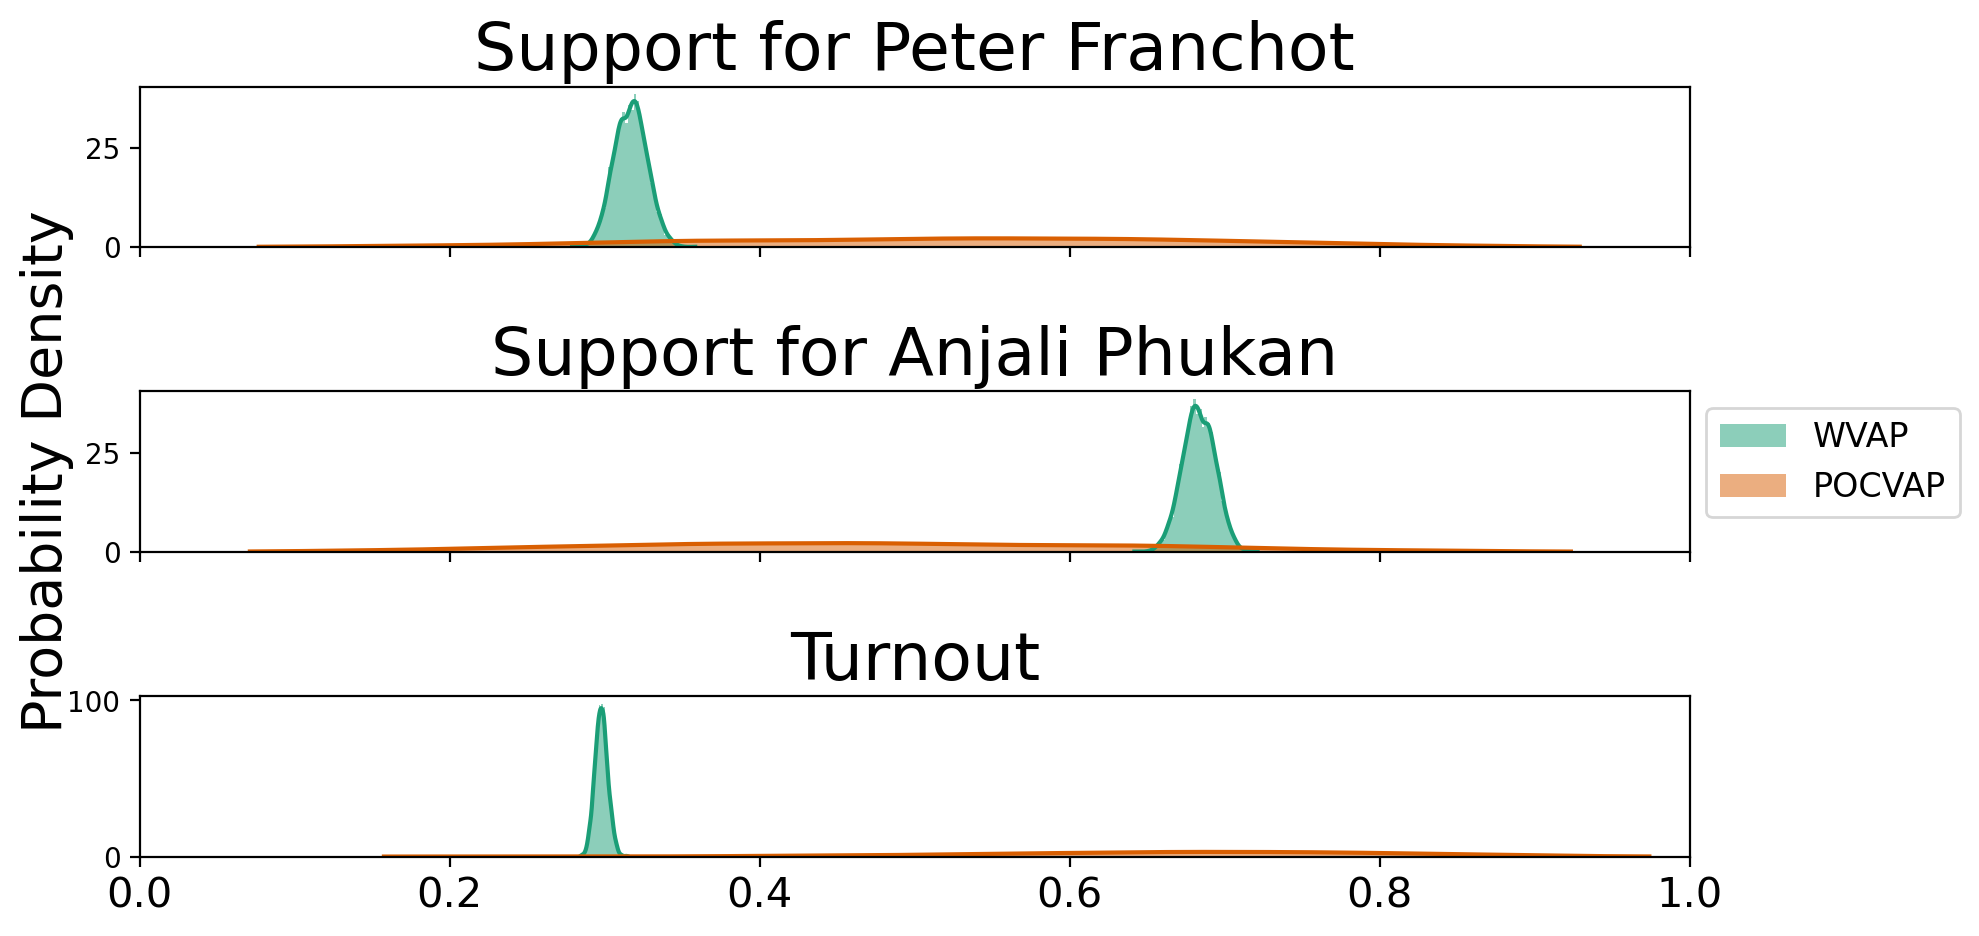 Support for Peter Franchot
25
0
Support for Anjali Phukan
25
0
WVAP
POCVAP
Turnout
100
0
0.0 0.2 0.4 0.6 0.8 1.0
Probability Density